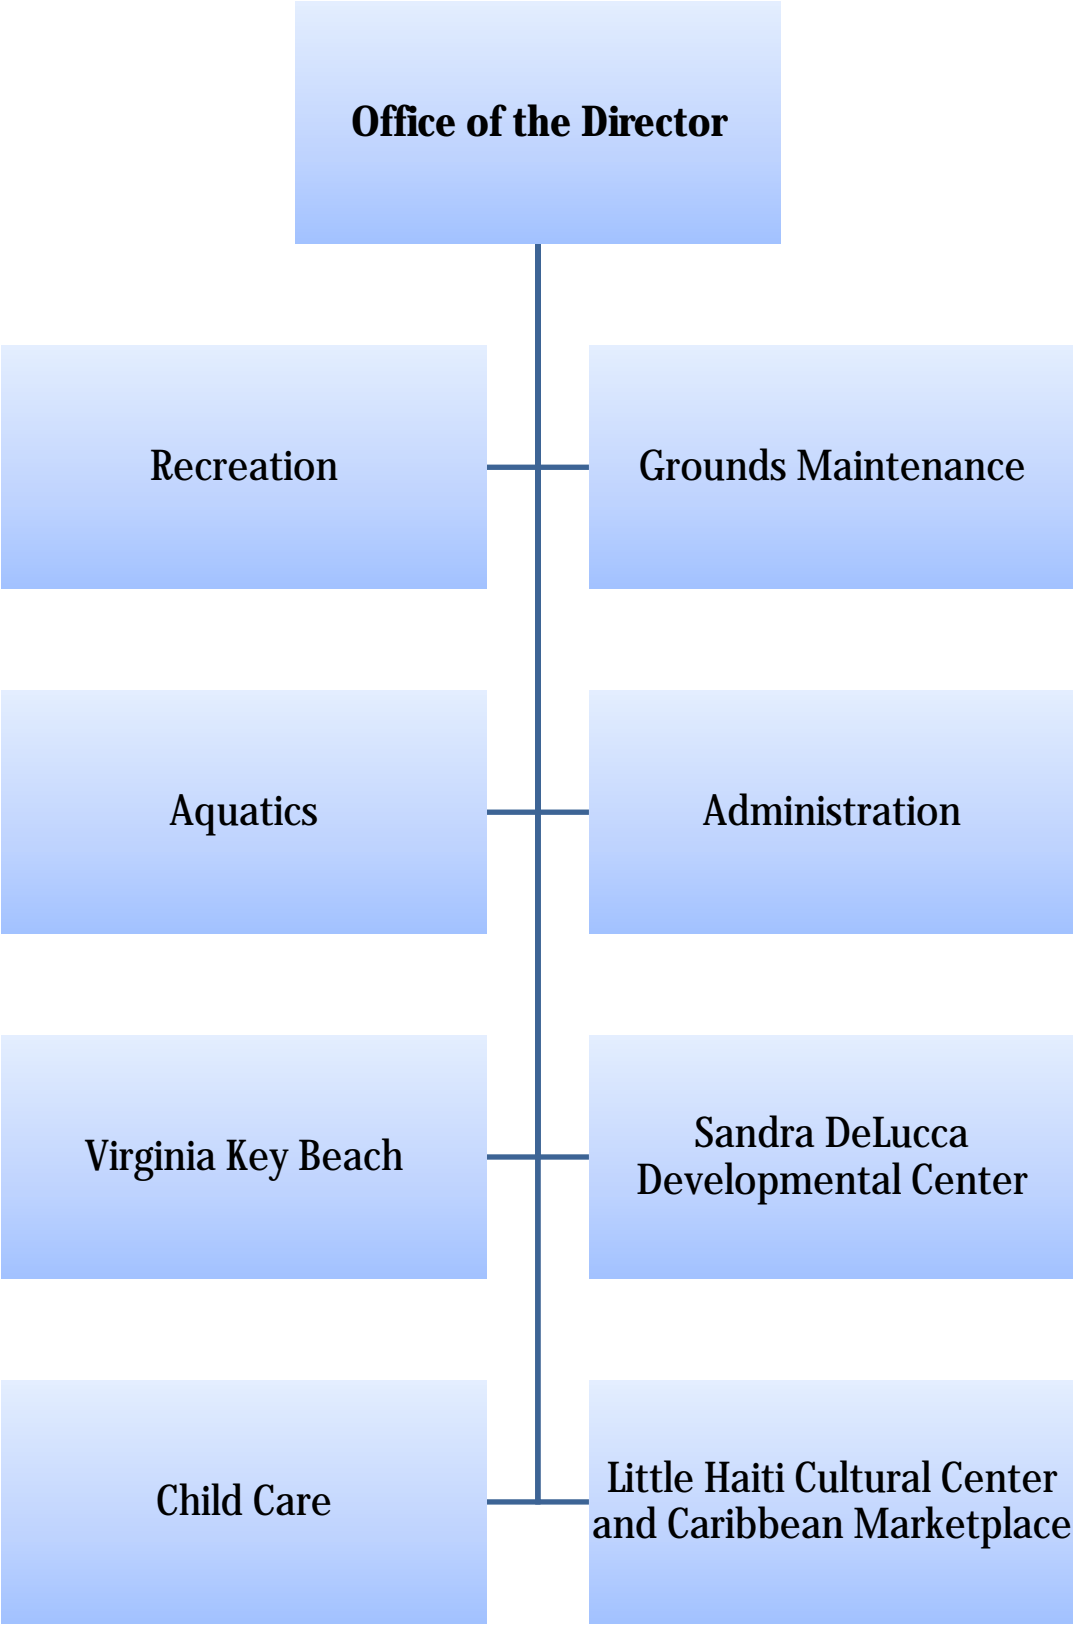 Office of the Director
Recreation
Grounds Maintenance
Aquatics
Administration
Virginia Key Beach
Sandra DeLucca
Developmental Center
Child Care
Little Haiti Cultural Center
and Caribbean Marketplace